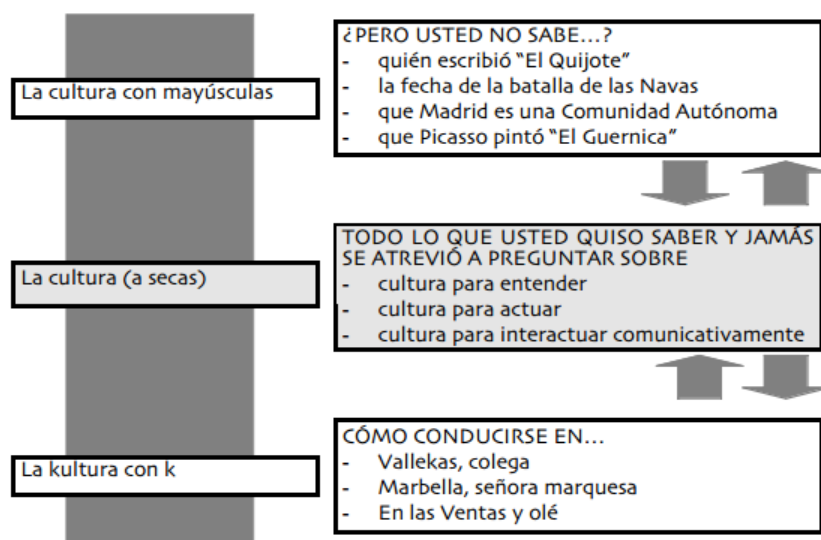 ¿PERO USTED NO SABE...?
- quién escribió "El Quijote"
- la fecha de la batalla de las Navas
La cultura con mayúsculas
- que Madrid es una Comunidad Autónoma
- que Picasso pintó "El Guernica"
TODO LO QUE USTED QUISO SABER Y JAMÁS
SE ATREVIÓ A PREGUNTAR SOBRE
La cultura (a secas)
- cultura para entender
- cultura para actuar
- cultura para interactuar comunicativamente
CÓMO CONDUCIRSE EN...
- Vallekas, colega
La kultura con k
- Marbella, señora marquesa
- En las Ventas y olé